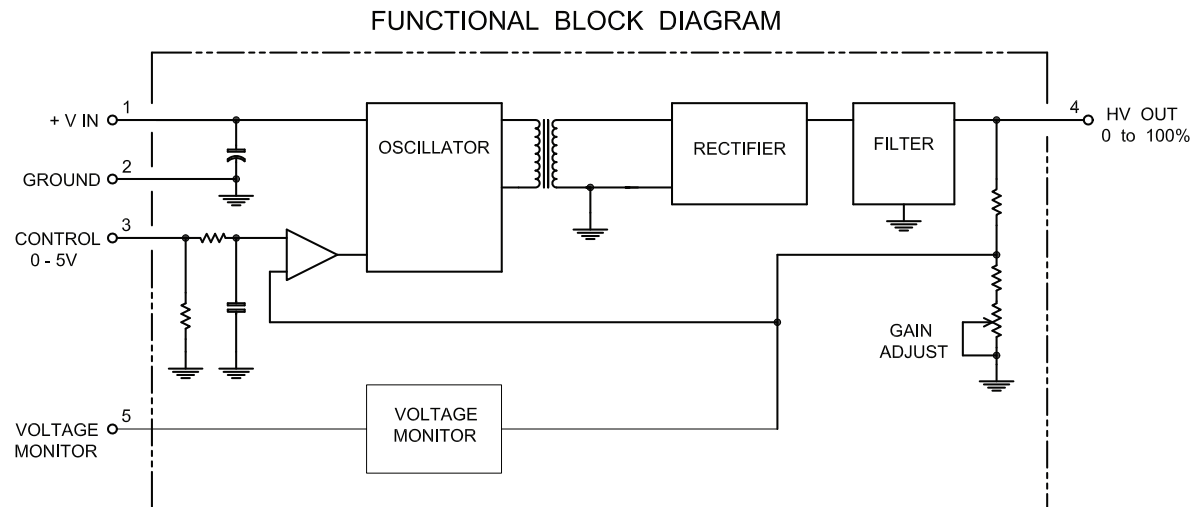 FUNCTIONAL BLOCK DIAGRAM
1
+ V IN
2
GROUND
3
CONTROL
0 - 5V
5
VOLTAGE
MONITOR
OSCILLATOR
VOLTAGE
MONITOR
RECTIFIER
FILTER
4
HV OUT
0 to 100%
GAIN
ADJUST